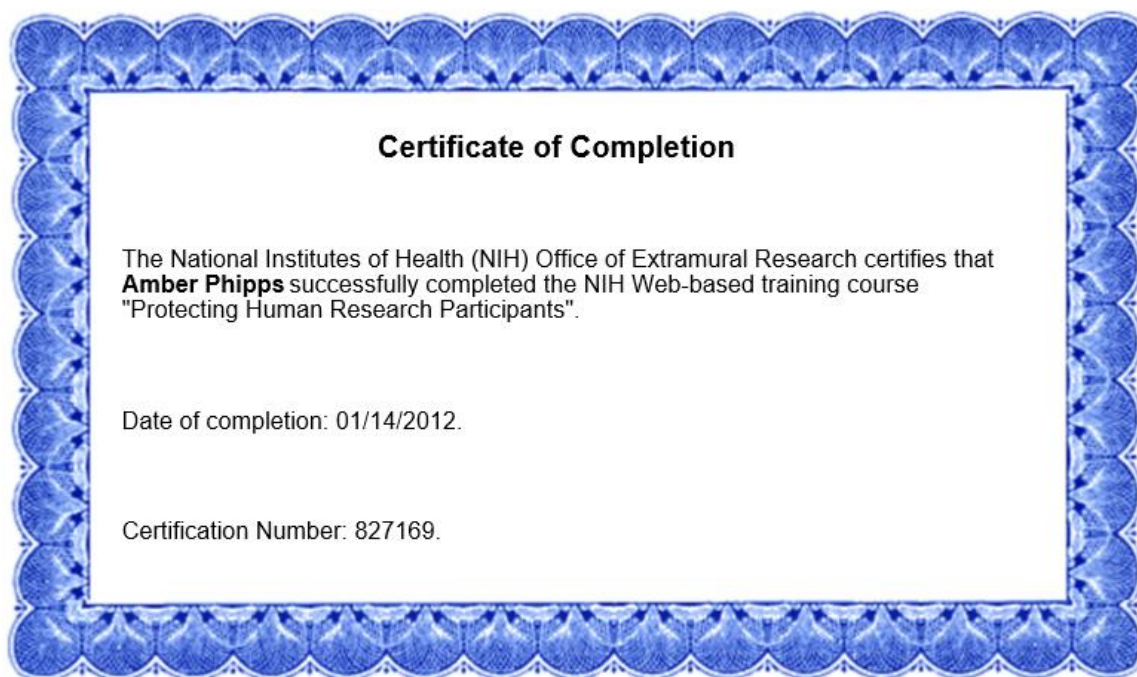 Certificate of Completion
The National Institutes of Health (NIH) Office of Extramural Research certifies that
Amber Phipps successfully completed the NIH Web-based training course
"Protecting Human Research Participants".
Date of completion: 01/14/2012.
Certification Number: 827169.